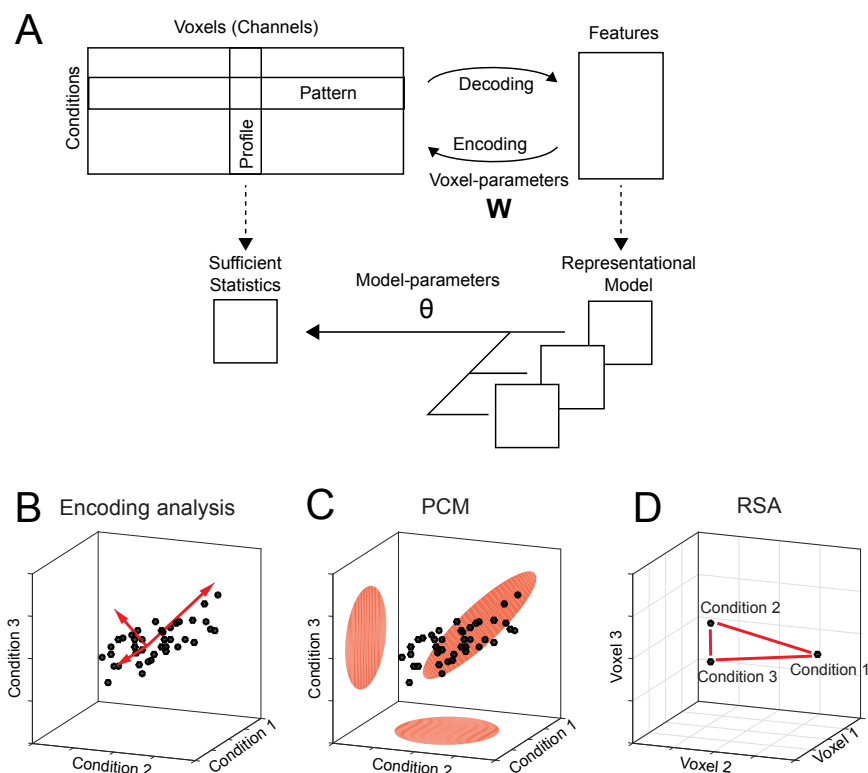 A
Voxels (Channels)
Features
Conditions
Pattern
Profile
Decoding
Encoding
Voxel-parameters
W
Sufficient
Statistics
Model-parameters
θ
Representational
Model
B
Encoding analysis
Condition 3
Condition 2
Condition 1
C
PCM
Condition 3
Condition 2
Condition 1
D
RSA
Condition 2
Condition 3
Condition 1
Voxel 3
Voxel 2
Voxel 1